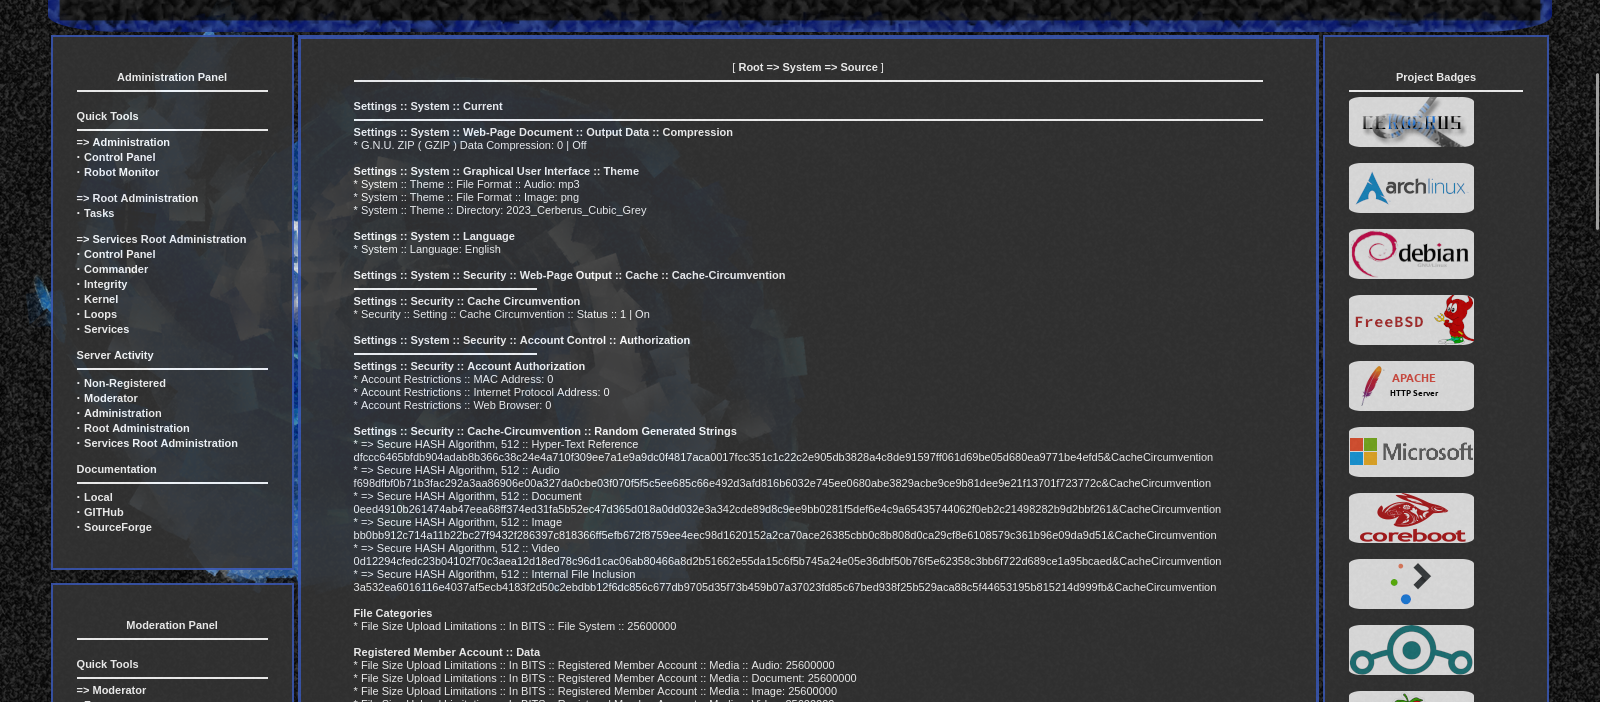 Administration Panel
Quick Tools
=> Administration
· Control Panel
· Robot Monitor
=> Root Administration
· Tasks
=> Services Root Administration
· Control Panel
· Commander
· Integrity
· Kernel
· Loops
· Services
Server Activity
· Non-Registered
· Moderator
· Administration
· Root Administration
· Services Root Administration
Documentation
· Local
· GITHub
· SourceForge
Moderation Panel
Quick Tools
=> Moderator
[ Root => System => Source ]
Settings :: System :: Current
Settings :: System :: Web-Page Document :: Output Data :: Compression
* G.N.U. ZIP ( GZIP ) Data Compression: 0 | Off
Settings :: System :: Graphical User Interface :: Theme
* System :: Theme :: File Format :: Audio: mp3
* System :: Theme :: File Format :: Image: png
* System :: Theme :: Directory: 2023_Cerberus_Cubic_Grey
Settings :: System :: Language
* System :: Language: English
Settings :: System :: Security :: Web-Page Output :: Cache :: Cache-Circumvention
Settings :: Security :: Cache Circumvention
* Security :: Setting :: Cache Circumvention :: Status :: 1 | On
Settings :: System :: Security :: Account Control :: Authorization
Settings :: Security :: Account Authorization
* Account Restrictions :: MAC Address: 0
* Account Restrictions :: Internet Protocol Address: 0
* Account Restrictions :: Web Browser: 0
Settings :: Security :: Cache-Circumvention :: Random Generated Strings
* => Secure HASH Algorithm, 512 :: Hyper-Text Reference
dfccc6465bfdb904adab8b366c38c24e4a710f309ee7a1e9a9dc0f4817aca0017fcc351c1c22c2e905db3828a4c8de91597ff061d69be05d680ea9771be4efd5&CacheCircumvention
* => Secure HASH Algorithm, 512 :: Audio
f698dfbf0b71b3fac292a3aa86906e00a327da0cbe03f070f5f5c5ee685c66e492d3afd816b6032e745ee0680abe3829acbe9ce9b81dee9e21f13701f723772c&CacheCircumvention
* => Secure HASH Algorithm, 512 :: Document
0eed4910b261474ab47eea68ff374ed31fa5b52ec47d365d018a0dd032e3a342cde89d8c9ee9bb0281f5def6e4c9a65435744062f0eb2c21498282b9d2bbf261&CacheCircumvention
* => Secure HASH Algorithm, 512 :: Image
bb0bb912c714a11b22bc27f9432f286397c818366ff5efb672f8759ee4eec98d1620152a2ca70ace26385cbb0c8b808d0ca29cf8e6108579c361b96e09da9d51&CacheCircumvention
* => Secure HASH Algorithm, 512 :: Video
0d12294cfedc23b04102f70c3aea12d18ed78c96d1cac06ab80466a8d2b51662e55da15c6f5b745a24e05e36dbf50b76f5e62358c3bb6f722d689ce1a95bcaed&CacheCircumvention
* => Secure HASH Algorithm, 512 :: Internal File Inclusion
3a532ea6016116e4037af5ecb4183f2d50c2ebdbb12f6dc856c677db9705d35f73b459b07a37023fd85c67bed938f25b529aca88c5f44653195b815214d999fb&CacheCircumvention
File Categories
* File Size Upload Limitations :: In BITS :: File System :: 25600000
Registered Member Account :: Data
* File Size Upload Limitations :: In BITS :: Registered Member Account :: Media :: Audio: 25600000
* File Size Upload Limitations :: In BITS :: Registered Member Account :: Media :: Document: 25600000
* File Size Upload Limitations :: In BITS :: Registered Member Account :: Media :: Image: 25600000
Project Badges
CERBERUS
archlinux
debian
FreeBSD
APACHE
HTTP Server
Microsoft
coreboot